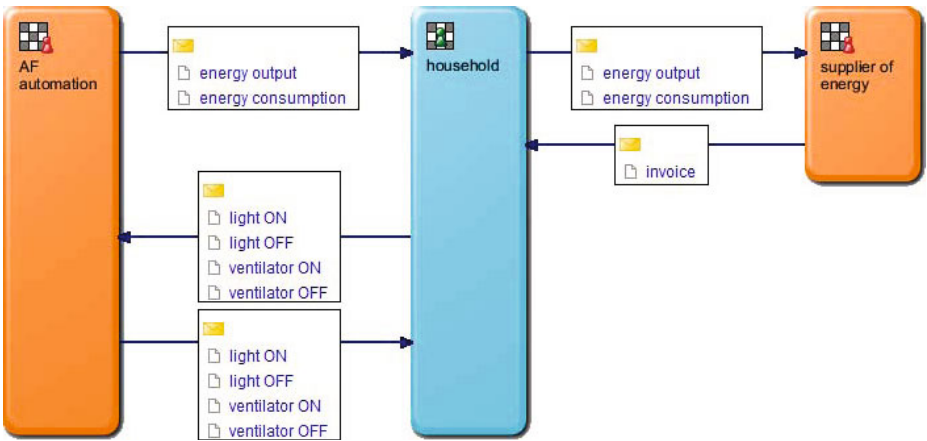 AF
automation
energy output
energy consumption
household
energy output
energy consumption
supplier of
energy
invoice
light ON
light OFF
ventilator ON
ventilator OFF
light ON
light OFF
ventilator ON
ventilator OFF